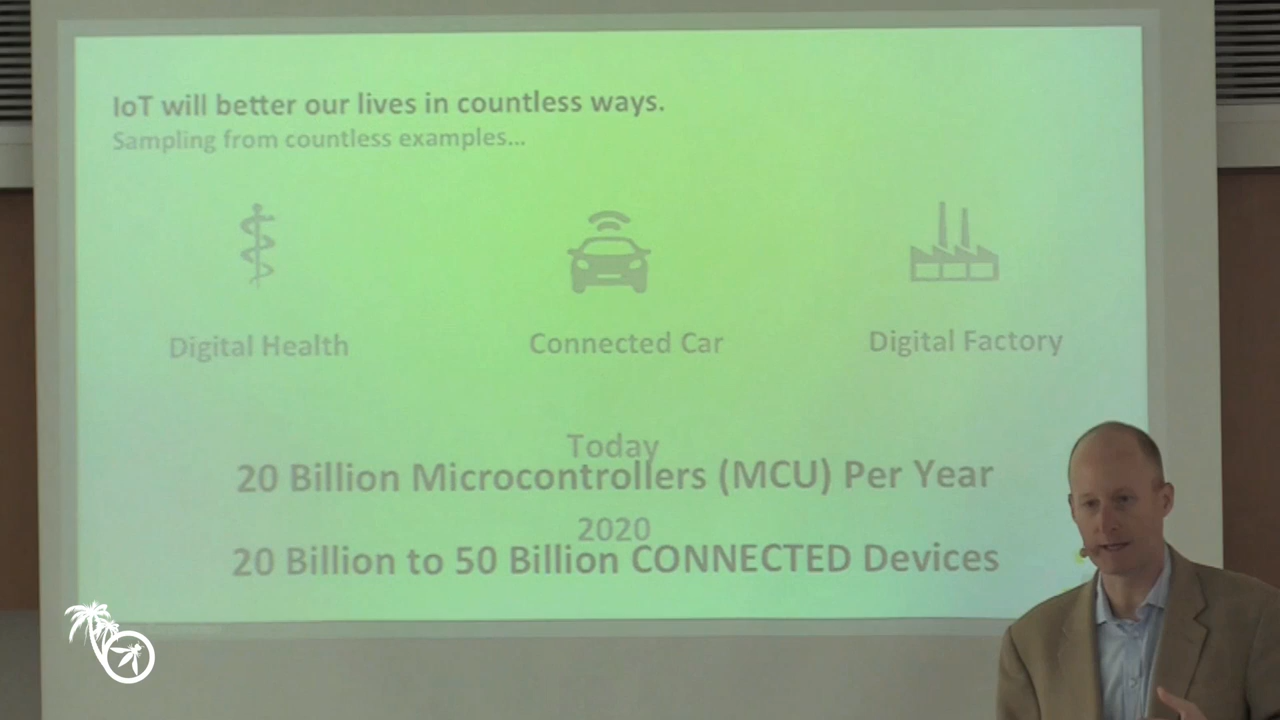 IoT will better our lives in countless ways.
Sampling from countless examples...
Digital Health
Connected Car
Digital Factory
Today
20 Billion Microcontrollers (MCU) Per Year
2020
20 Billion to 50 Billion CONNECTED Devices